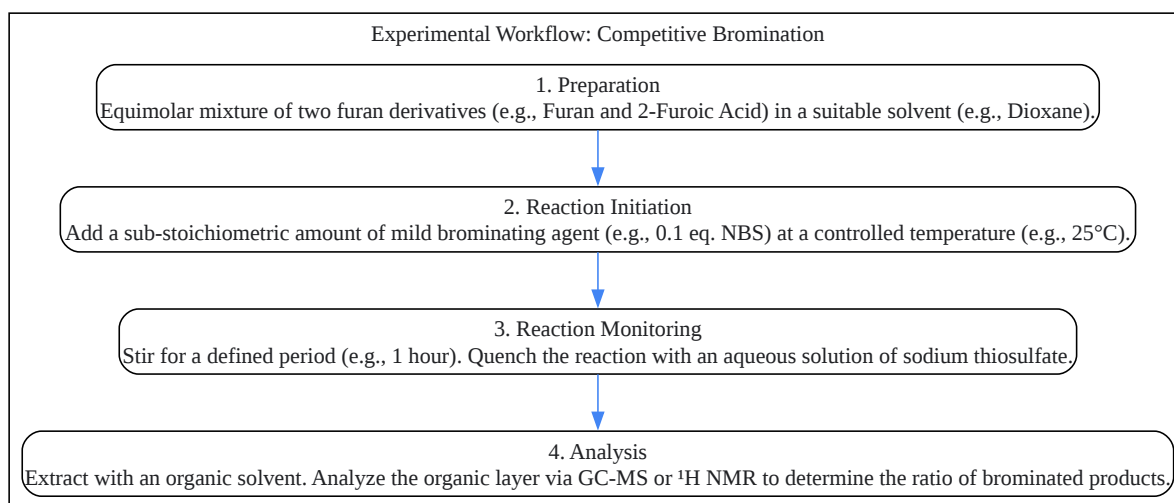 Experimental Workflow: Competitive Bromination
1. Preparation
Equimolar mixture of two furan derivatives (e.g., Furan and 2-Furoic Acid) in a suitable solvent (e.g., Dioxane).
2. Reaction Initiation
Add a sub-stoichiometric amount of mild brominating agent (e.g., 0.1 eq. NBS) at a controlled temperature (e.g., 25°C).
3. Reaction Monitoring
Stir for a defined period (e.g., 1 hour). Quench the reaction with an aqueous solution of sodium thiosulfate.
4. Analysis
Extract with an organic solvent. Analyze the organic layer via GC-MS or ¹H NMR to determine the ratio of brominated products.